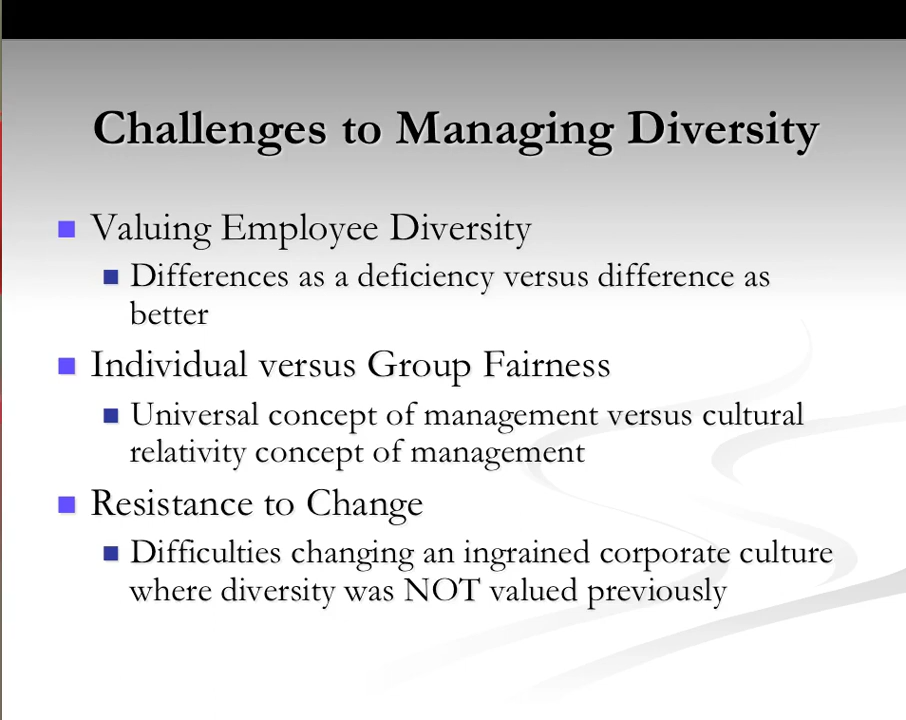 Challenges to Managing Diversity
Valuing Employee Diversity
Differences as a deficiency versus difference as
better
Individual versus Group Fairness
Universal concept of management versus cultural
relativity concept of management
Resistance to Change
Difficulties changing an ingrained corporate culture
where diversity was NOT valued previously